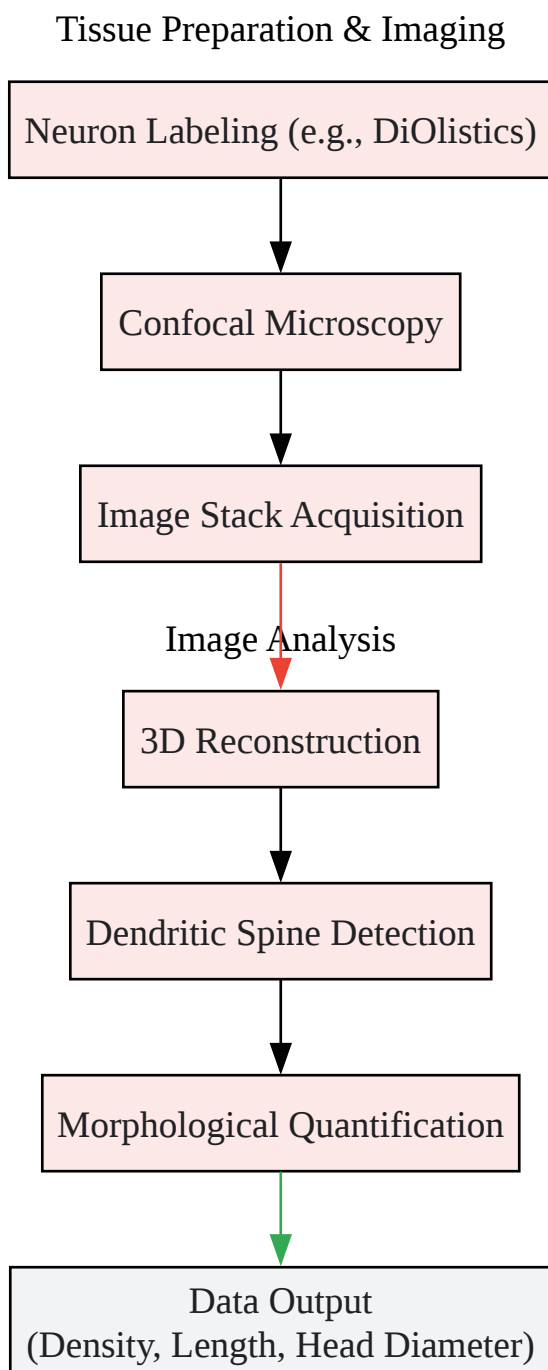 Tissue Preparation & Imaging
Neuron Labeling (e.g., DiOlistics)
Confocal Microscopy
Image Stack Acquisition
Image Analysis
3D Reconstruction
Dendritic Spine Detection
Morphological Quantification
Data Output
(Density, Length, Head Diameter)